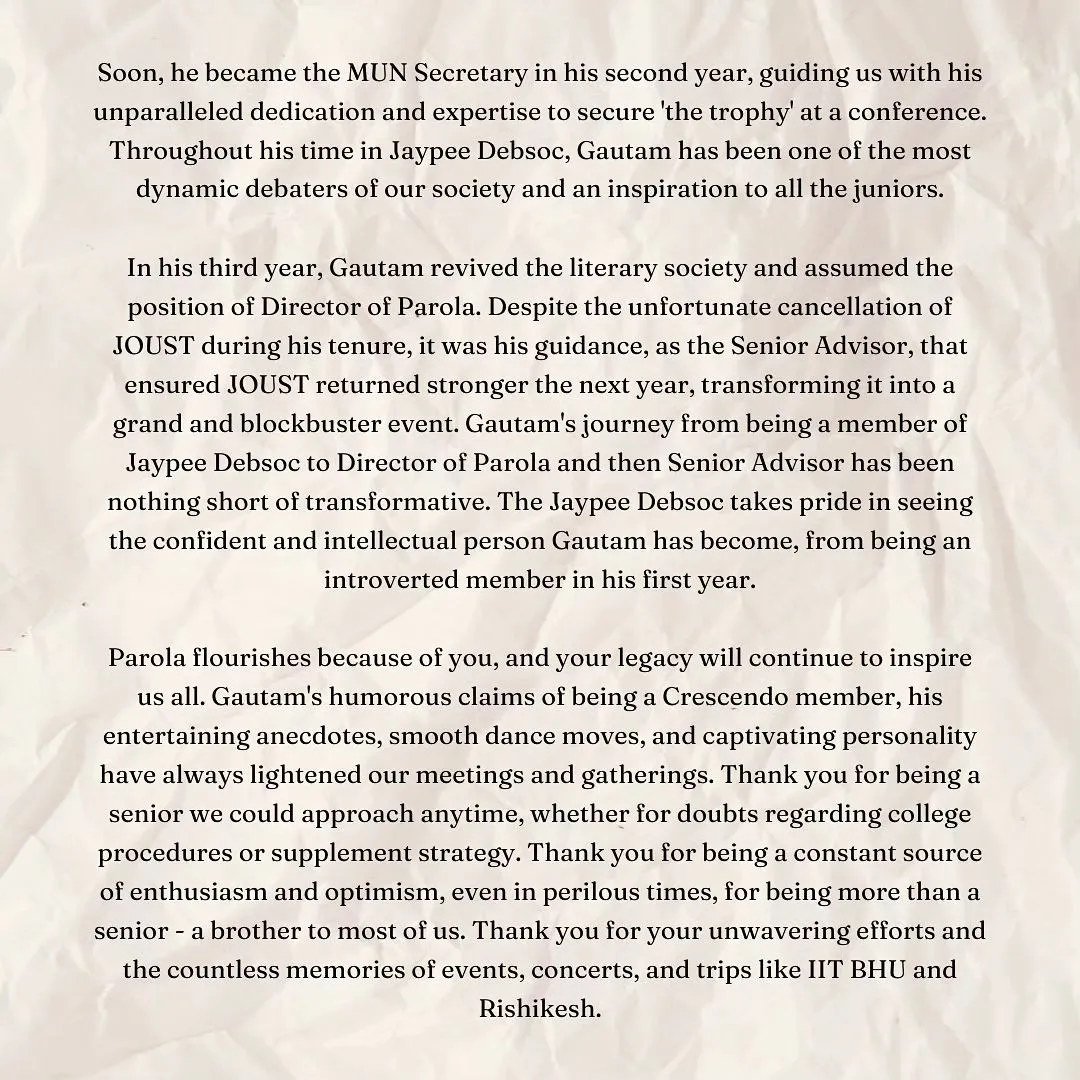 Soon, he became the MUN Secretary in his second year, guiding us with his
unparalleled dedication and expertise to secure 'the trophy' at a conference.
Throughout his time in Jaypee Debsoc, Gautam has been one of the most
dynamic debaters of our society and an inspiration to all the juniors.
In his third year, Gautam revived the literary society and assumed the
position of Director of Parola. Despite the unfortunate cancellation of
JOUST during his tenure, it was his guidance, as the Senior Advisor, that
ensured JOUST returned stronger the next year, transforming it into a
grand and blockbuster event. Gautam's journey from being a member of
Jaypee Debsoc to Director of Parola and then Senior Advisor has been
nothing short of transformative. The Jaypee Debsoc takes pride in seeing
the confident and intellectual person Gautam has become, from being an
introverted member in his first year.
Parola flourishes because of you, and your legacy will continue to inspire
us all. Gautam's humorous claims of being a Crescendo member, his
entertaining anecdotes, smooth dance moves, and captivating personality
have always lightened our meetings and gatherings. Thank you for being a
senior we could approach anytime, whether for doubts regarding college
procedures or supplement strategy. Thank you for being a constant source
of enthusiasm and optimism, even in perilous times, for being more than a
senior - a brother to most of us. Thank you for your unwavering efforts and
the countless memories of events, concerts, and trips like IIT BHU and
Rishikesh.